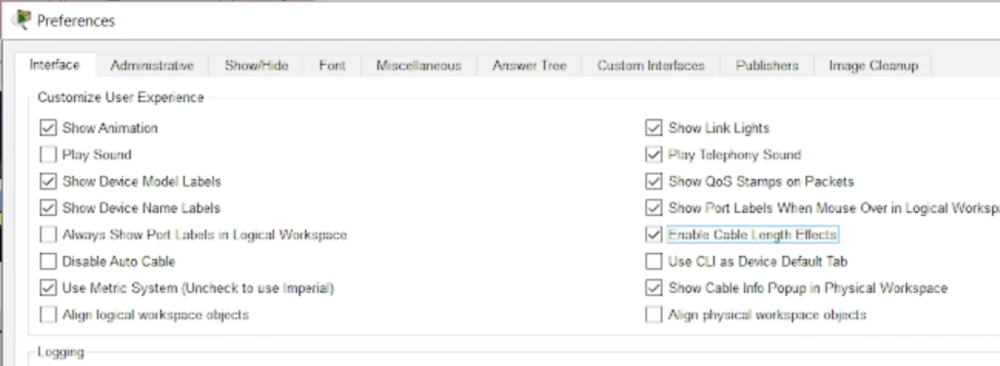 Preferences
Interface Administrative Show/Hide Font Miscellaneous Answer Tree Custom Interfaces Publishers Image Cleanup
Customize User Experience
Show Animation
Show Link Lights
Play Sound
Play Telephony Sound
Show Device Model Labels
Show QoS Stamps on Packets
Show Device Name Labels
Show Port Labels When Mouse Over in Logical
Always Show Port Labels in Logical Workspace
Enable Cable Length Effects
Disable Auto Cable
Use CLI as Device Default Tab
Use Metric System (Uncheck to use Imperial)
Show Cable Info Popup in Physical Workspace
Align logical workspace objects
Align physical workspace objects
Logging